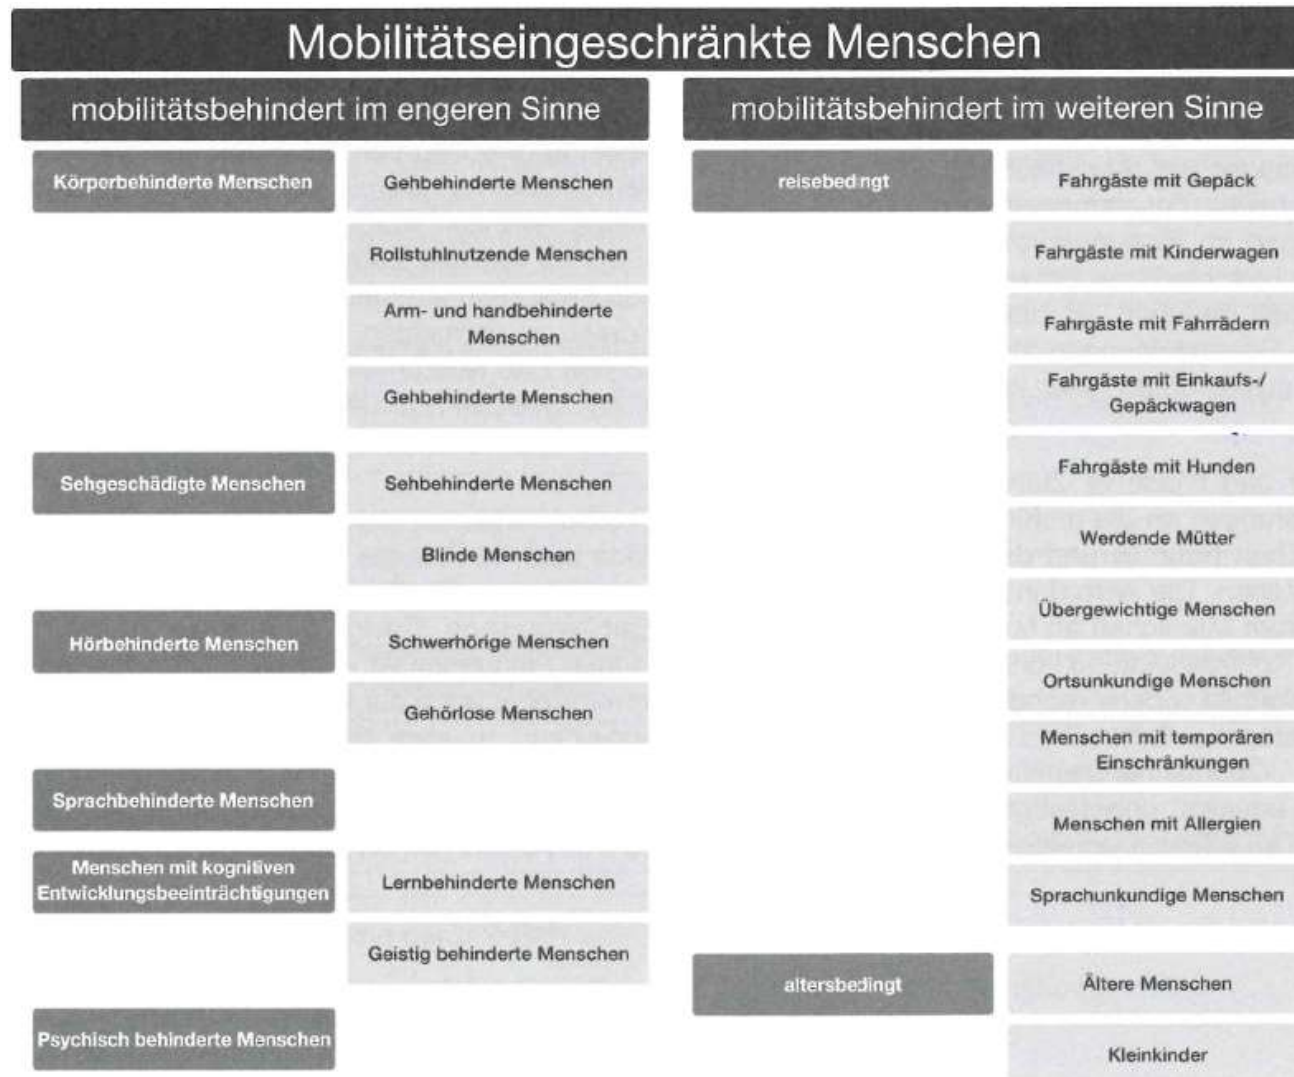 Mobilitätseingeschränkte Menschen
mobilitätsbehindert im engeren Sinne
Körperbehinderte Menschen
Gehbehinderte Menschen
Rollstuhlnutzende Menschen
Arm- und handbehinderte
Menschen
Gehbehinderte Menschen
Sehgeschädigte Menschen
Sehbehinderte Menschen
Blinde Menschen
Hörbehinderte Menschen
Schwerhörige Menschen
Gehörlose Menschen
Sprachbehinderte Menschen
Menschen mit kognitiven
Entwicklungsbeeinträchtigungen
Lernbehinderte Menschen
Geistig behinderte Menschen
Psychisch behinderte Menschen
mobilitätsbehindert im weiteren Sinne
reisebedingt
Fahrgäste mit Gepäck
Fahrgäste mit Kinderwagen
Fahrgäste mit Fahrrädern
Fahrgäste mit Einkaufs-/
Gepäckwagen
Fahrgäste mit Hunden
Werdende Mütter
Übergewichtige Menschen
Ortsunkundige Menschen
Menschen mit temporären
Einschränkungen
Menschen mit Allergien
Sprachunkundige Menschen
altersbedingt
Ältere Menschen
Kleinkinder